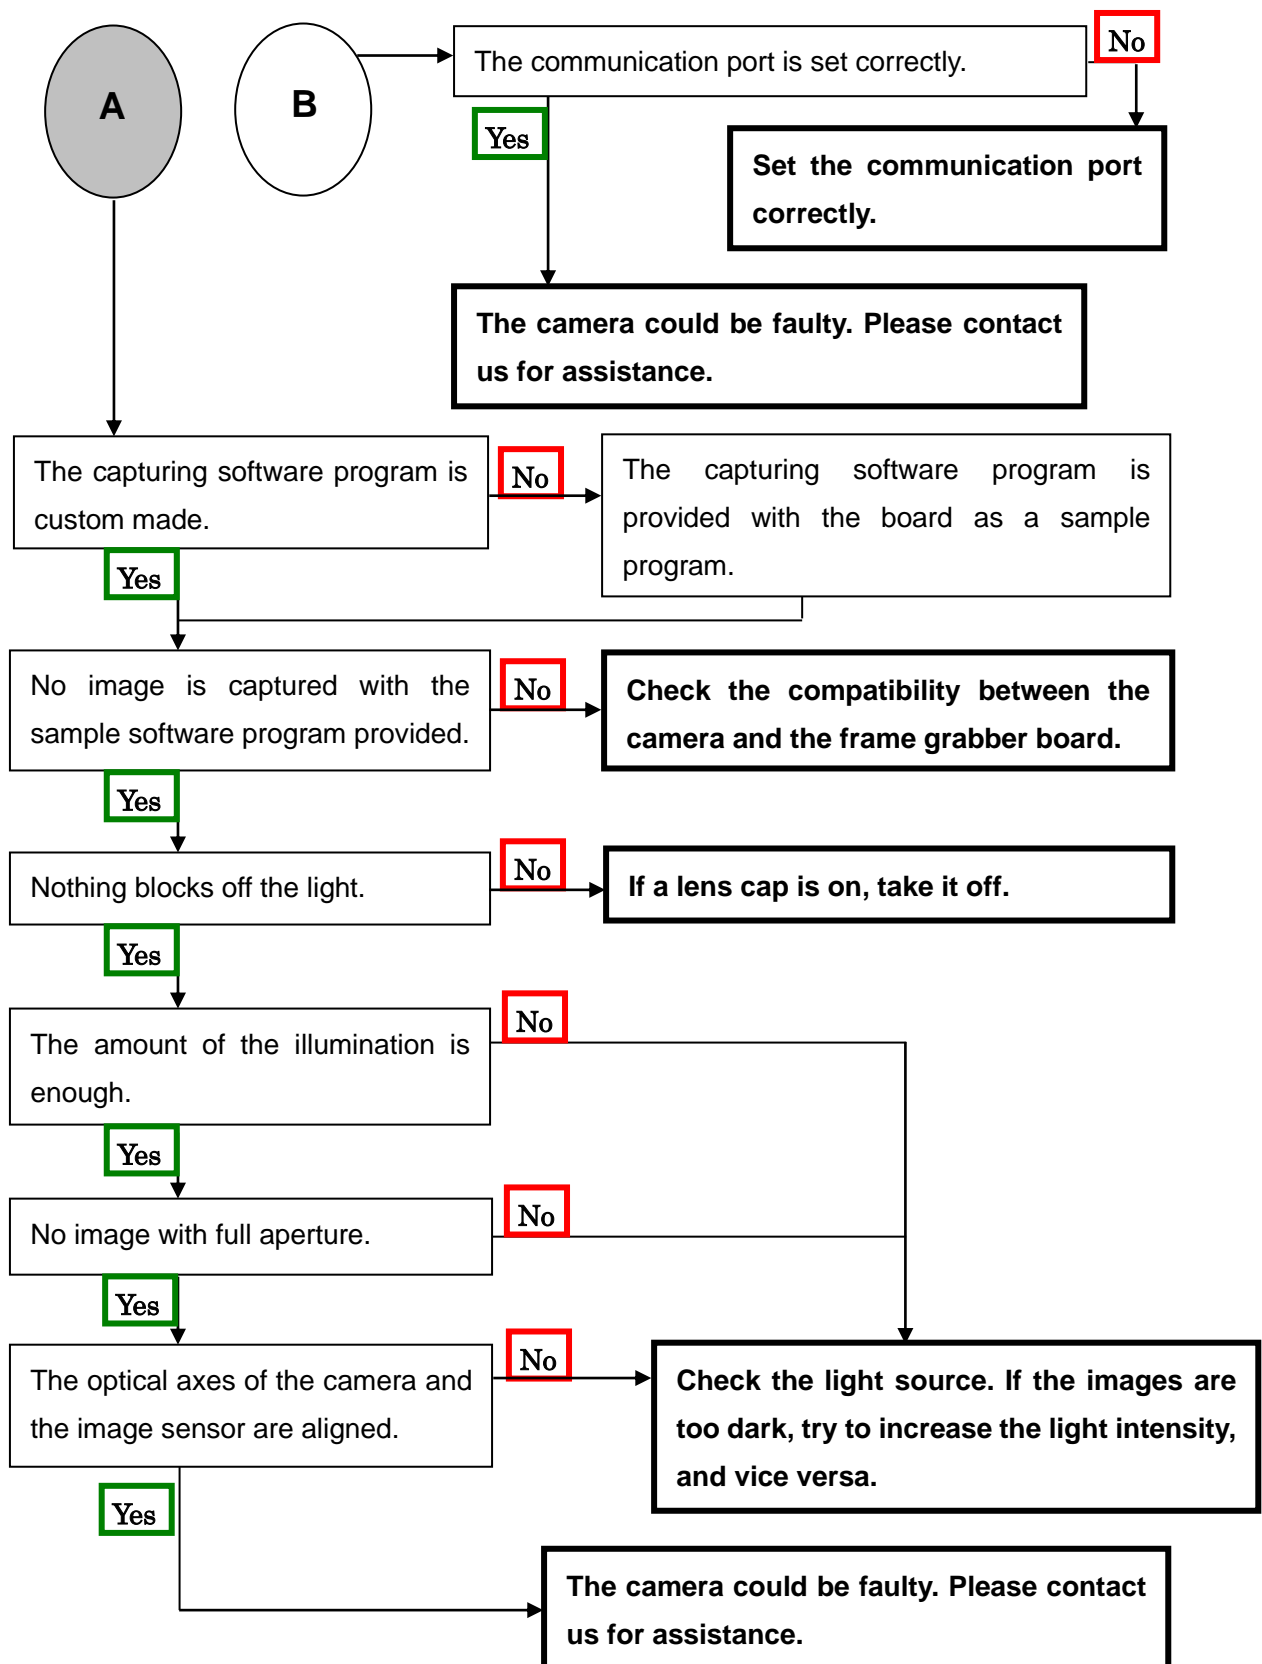 A
B
The communication port is set correctly.
No
Yes
Set the communication port
correctly.
The camera could be faulty. Please contact
us for assistance.
The capturing software program is
custom made.
No
The capturing software program is
provided with the board as a sample
program.
Yes
No image is captured with the
sample software program provided.
No
Check the compatibility between the
camera and the frame grabber board.
Yes
Nothing blocks off the light.
No
If a lens cap is on, take it off.
Yes
The amount of the illumination is
enough.
No
Yes
No image with full aperture.
No
Yes
The optical axes of the camera and
the image sensor are aligned.
No
Check the light source. If the images are
too dark, try to increase the light intensity,
and vice versa.
Yes
The camera could be faulty. Please contact
us for assistance.